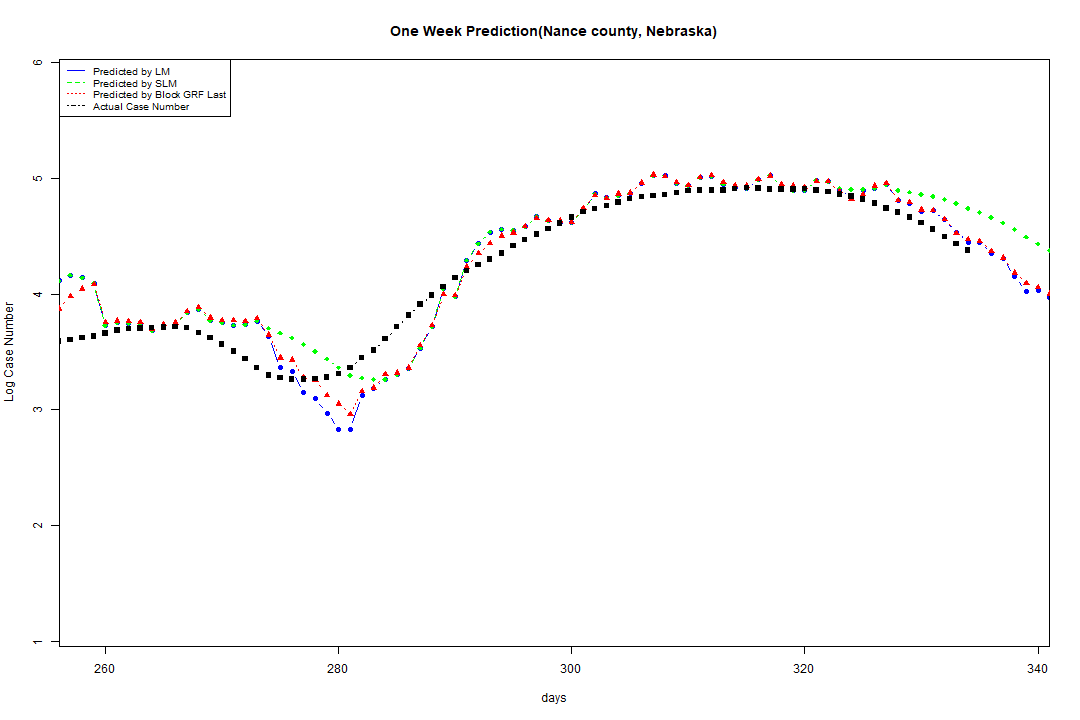 One Week Prediction(Nance county, Nebraska)
6
5
4
3
2
1
Log Case Number
Predicted by LM
Predicted by SLM
Predicted by Block GRF Last
Actual Case Number
260 280 300 320 340
days